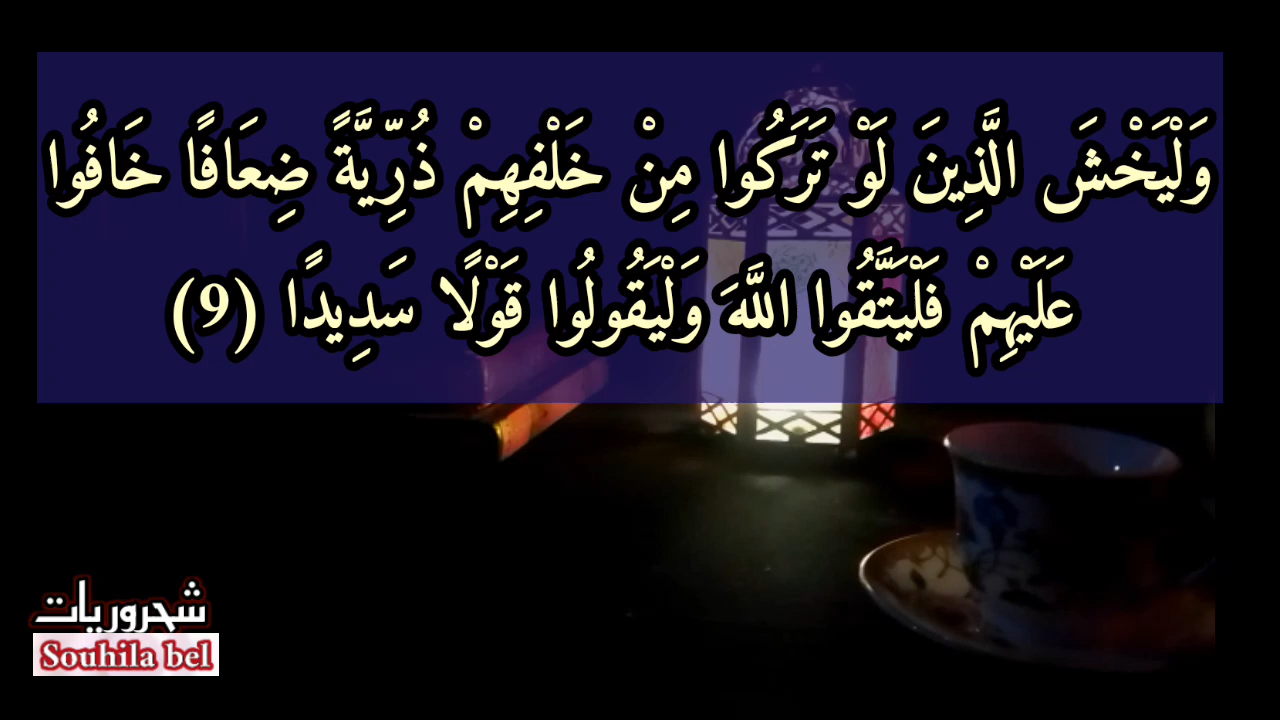 وَلْيَخْشَ الَّذِينَ لَوْ تَرَكُوا مِنْ خَلْفِهِمْ ذُرِّيَّةً ضِعَافًا خَافُوا
عَلَيْهِمْ فَلْيَتَّقُوا اللَّهَ وَلْيَقُولُوا قَوْلًا سَدِيدًا (9)
شحروريات
Souhila bel